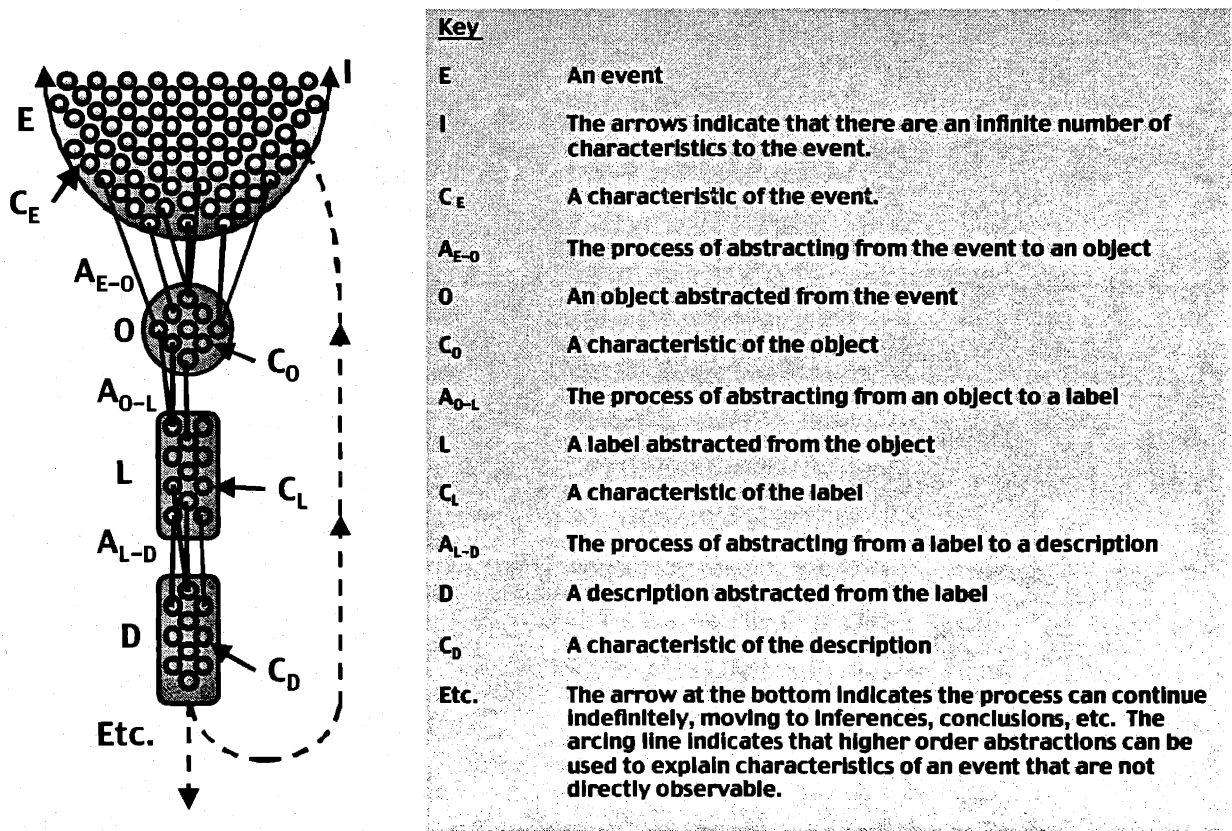 I
E
C_E
A_E–O
O
C_O
A_O–L
L
C_L
A_L–D
D
C_D
Etc.
Key
E An event
I The arrows indicate that there are an infinite number of
characteristics to the event.
C_E A characteristic of the event.
A_E–O The process of abstracting from the event to an object
O An object abstracted from the event
C_O A characteristic of the object
A_O–L The process of abstracting from an object to a label
L A label abstracted from the object
C_L A characteristic of the label
A_L–D The process of abstracting from a label to a description
D A description abstracted from the label
C_D A characteristic of the description
Etc. The arrow at the bottom indicates the process can continue
indefinitely, moving to inferences, conclusions, etc. The
arcing line indicates that higher order abstractions can be
used to explain characteristics of an event that are not
directly observable.